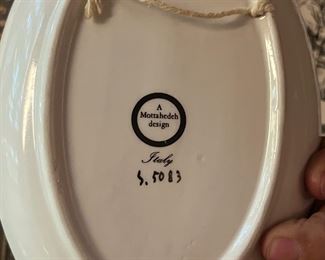 A
Mottahedeh
design
Italy
S. 5083